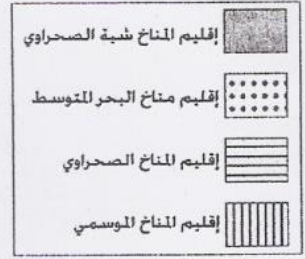 إقليم المناخ شبة الصحراوي
إقليم مناخ البحر المتوسط
إقليم المناخ الصحراوي
إقليم المناخ الموسمي